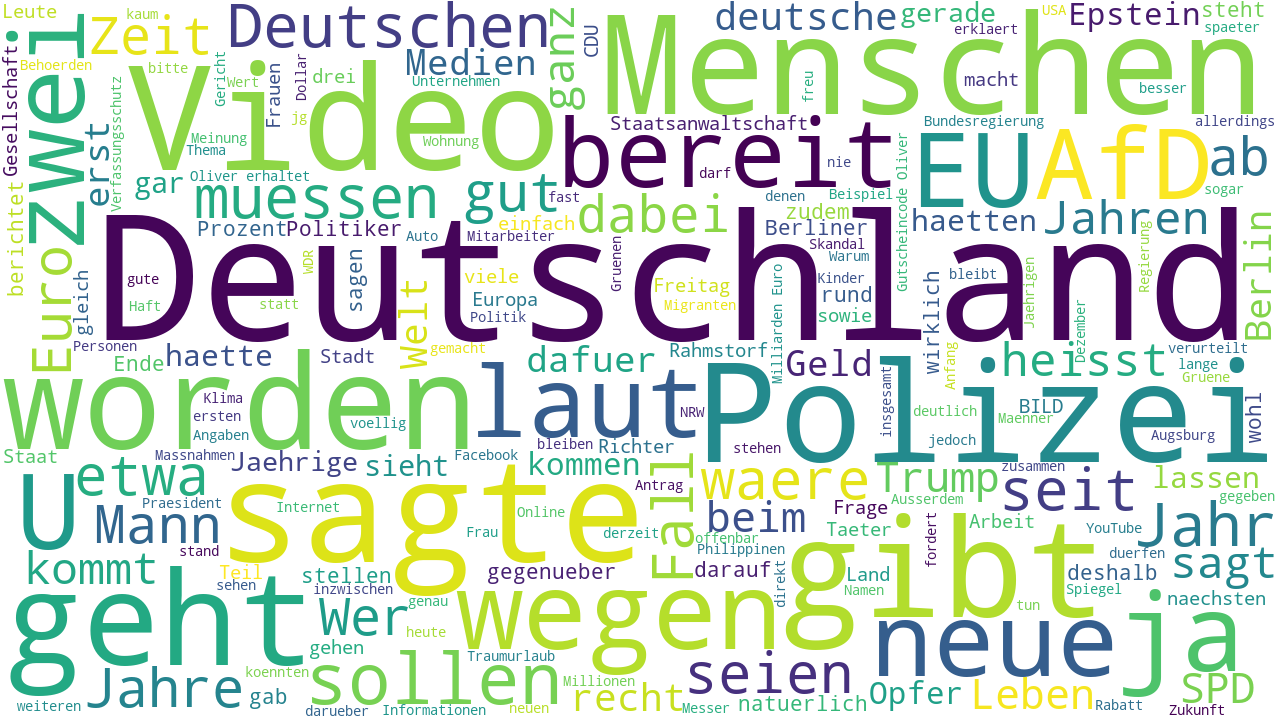 Leute
kaum
Zeit
Deutschen
ganz
CDU
deutsche
gerade
USA
Epstein
steht
erklaert
spaeter
Behoerden
bitte
Gesellschaft
zwei
Video
Gericht
Wert
Frauen
Dollar
drei
Medien
Unternehmen
Menschen
freu
macht
besser
jg
erst
Verfassungsschutz
Meinung
Thema
Wohnung
Staatsanwaltschaft
bereit
Bundesregierung
allerdings
EU
AfD
ab
gar
Oliver erhaltet
muessen
gut
fast
darf
nie
denen
Beispiel
Gutscheincode Oliver
sogar
berichtet
Prozent
Politiker
Auto
Mitarbeiter
einfach
dabei
zudem
Berliner
haetten
Jahren
Berlin
Euro
gleich
Deutschland
gute
Haft
statt
WDR
sagen
Welt
viele
Europa
Politik
Gruenen
Freitag
Migranten
Skandal
Warum
Kinder
rund
sowie
Milliarden Euro
wirklich
bleibt
Jaehrigen
Regierung
Dezember
Personen
Ende
haette
Stadt
gemacht
dafuer
Rahmstorf
Geld
Anfang
heisst
verurteilt
lange
Gruene
worden
Klima
ersten
Angaben
voellig
laut
NRW
Polizei
insgesamt
deutlich
jedoch
BILD
Maenner
Augsburg
wohl
Staat
Massnahmen
Jaehrige
sieht
Facebook
bleiben
kommen
Richter
stehen
U
etwa
Praesident
Internet
sagte
Online
Antrag
Fall
waere
Trump
Ausserdem
zusammen
seit
lassen
gegeben
Mann
stand
Frau
derzeit
beim
offenbar
Philippinen
Frage
Taeter
fordert
Arbeit
YouTube
duerfen
Jahr
kommt
Teil
sehen
stellen
inzwischen
genau
gegenueber
darauf
direkt
gibt
Land
Namen
deshalb
Spiegel
tun
sagt
naechsten
geht
Wer
gehen
heute
wegen
neue
ja
Traumurlaub
koennten
weiteren
Jahre
gab
sollen
darueber
Informationen
Millionen
neuen
recht
seien
Messer
natuerlich
Opfer
Leben
Rabatt
SPD
Zukunft